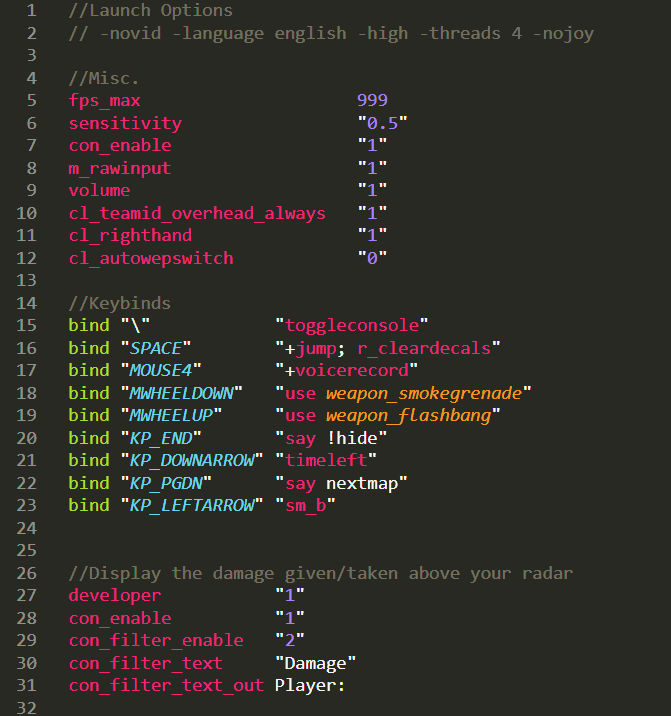 1 //Launch Options
2 // -novid -language english -high -threads 4 -nojoy
3
4 //Misc.
5 fps_max 999
6 sensitivity "0.5"
7 con_enable "1"
8 m_rawinput "1"
9 volume "1"
10 cl_teamid_overhead_always "1"
11 cl_righthand "1"
12 cl_autowepswitch "0"
13
14 //Keybinds
15 bind "\" "toggleconsole"
16 bind "SPACE" "+jump; r_cleardecals"
17 bind "MOUSE4" "+voicerecord"
18 bind "MWHEELDOWN" "use weapon_smokegrenade"
19 bind "MWHEELUP" "use weapon_flashbang"
20 bind "KP_END" "say !hide"
21 bind "KP_DOWNARROW" "timeleft"
22 bind "KP_PGDN" "say nextmap"
23 bind "KP_LEFTARROW" "sm_b"
24
25
26 //Display the damage given/taken above your radar
27 developer "1"
28 con_enable "1"
29 con_filter_enable "2"
30 con_filter_text "Damage"
31 con_filter_text_out Player:
32